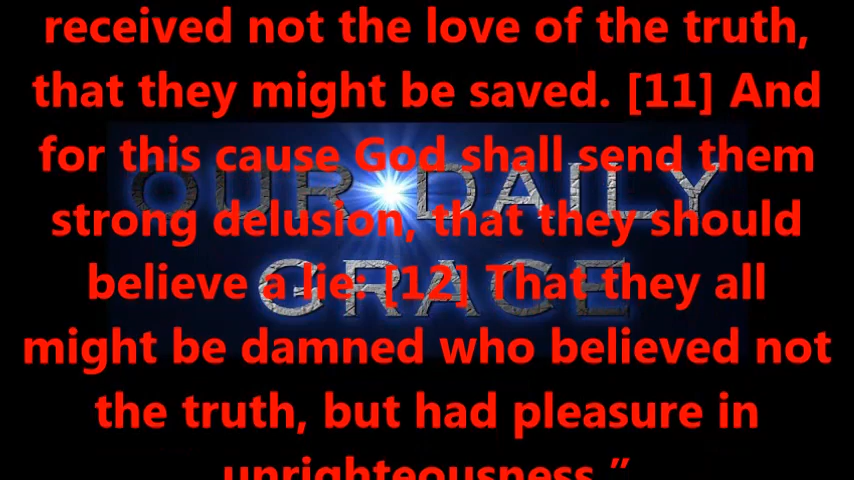 received not the love of the truth,
that they might be saved. [11] And
for this cause God shall send them
strong delusion, that they should
believe a lie: [12] That they all
might be damned who believed not
the truth, but had pleasure in
unrighteousness.”
OUR DAILY
GRACE